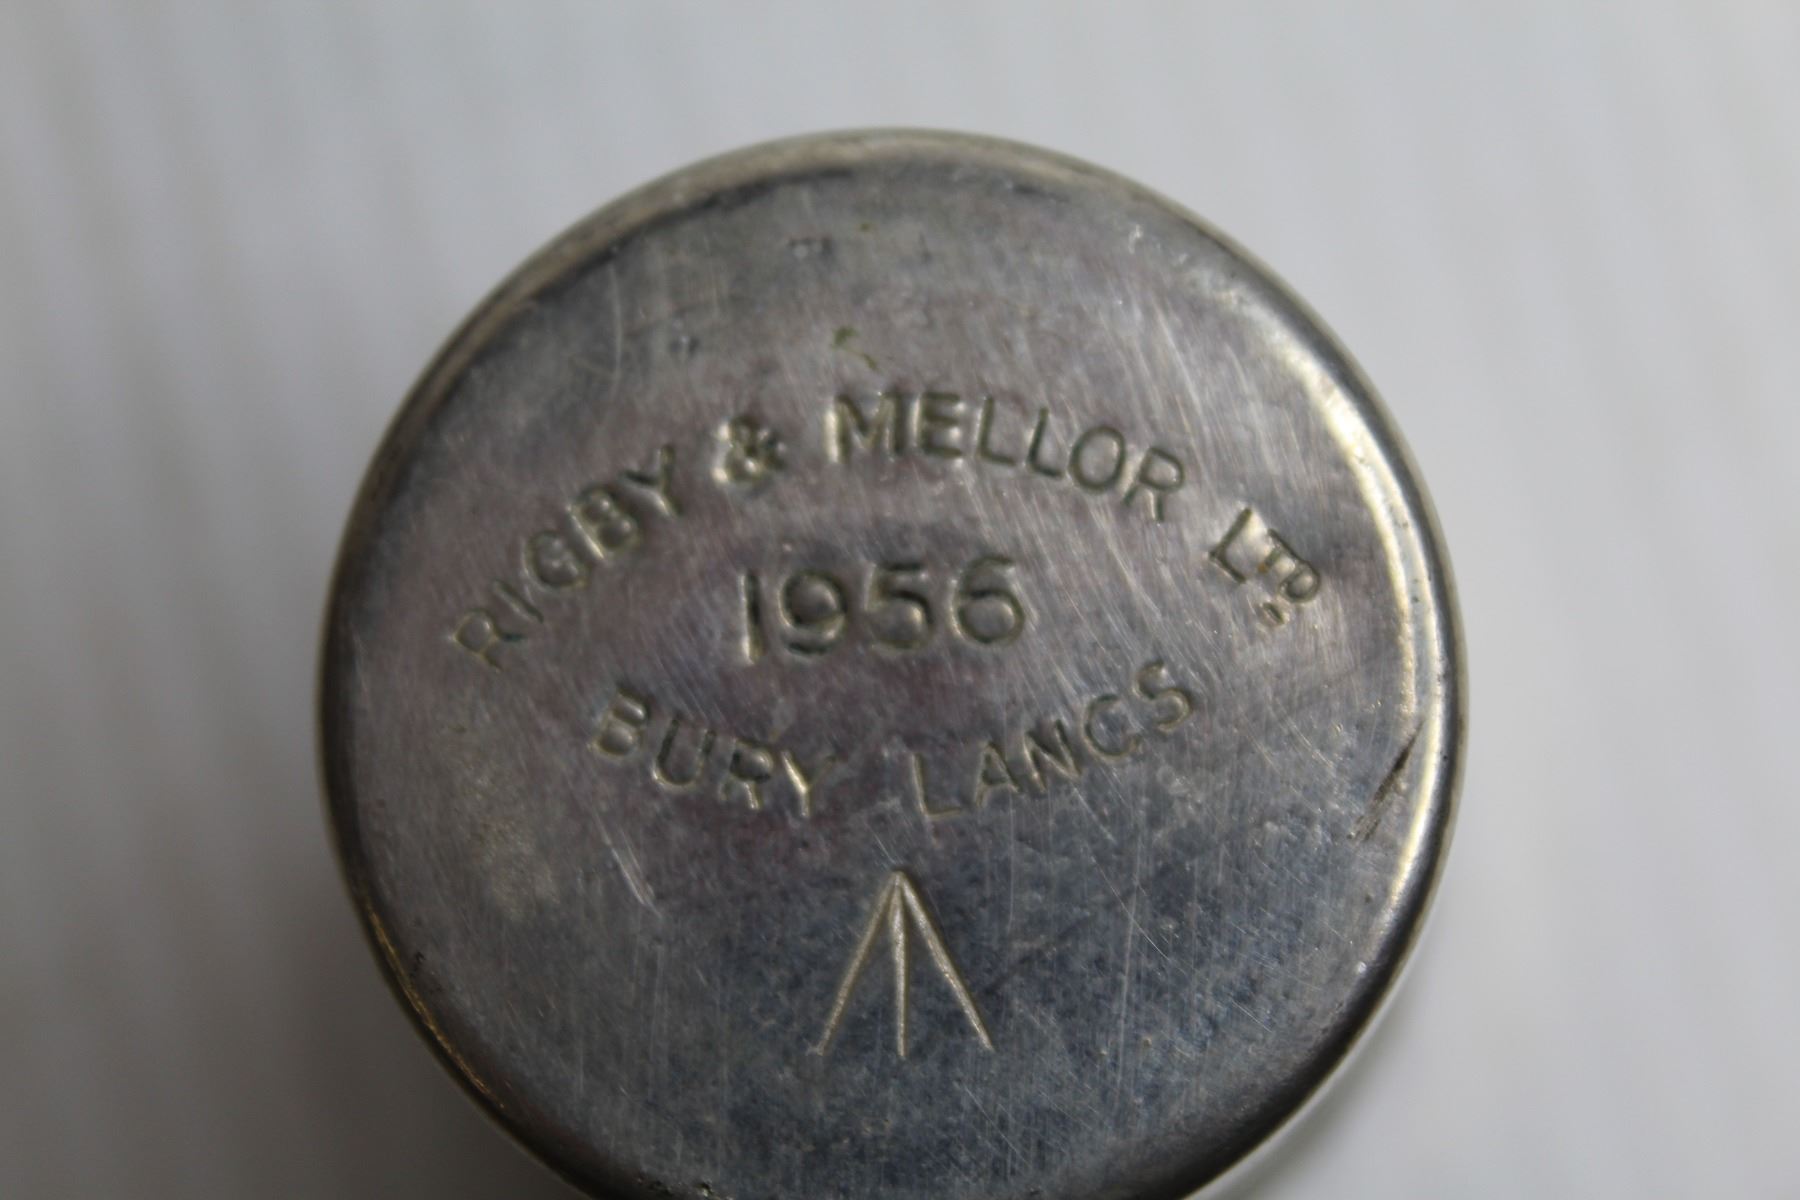 RIGBY & MELLOR LTD.
1956
BURY LANCS